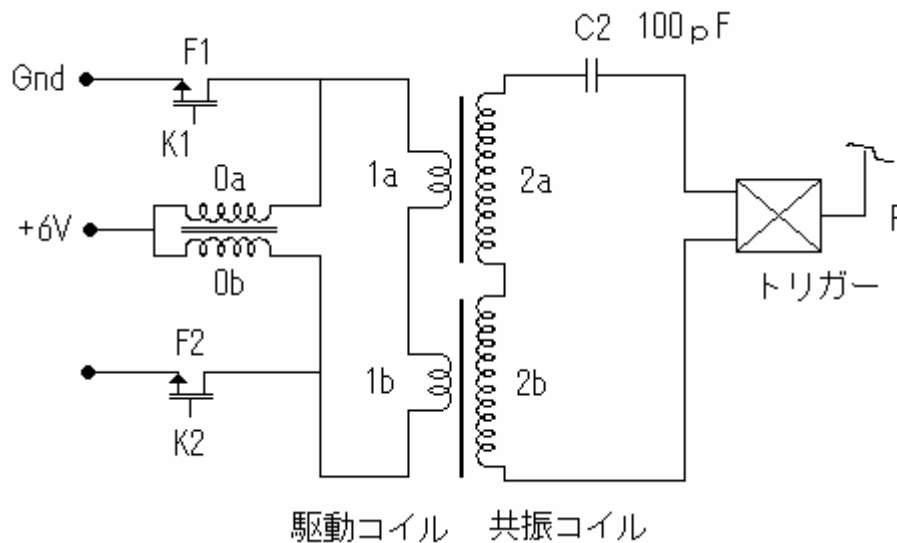 C2 100pF
F1
Gnd
K1
0a
1a
2a
+6V
0b
トリガー
F2
1b
2b
K2
駆動コイル 共振コイル